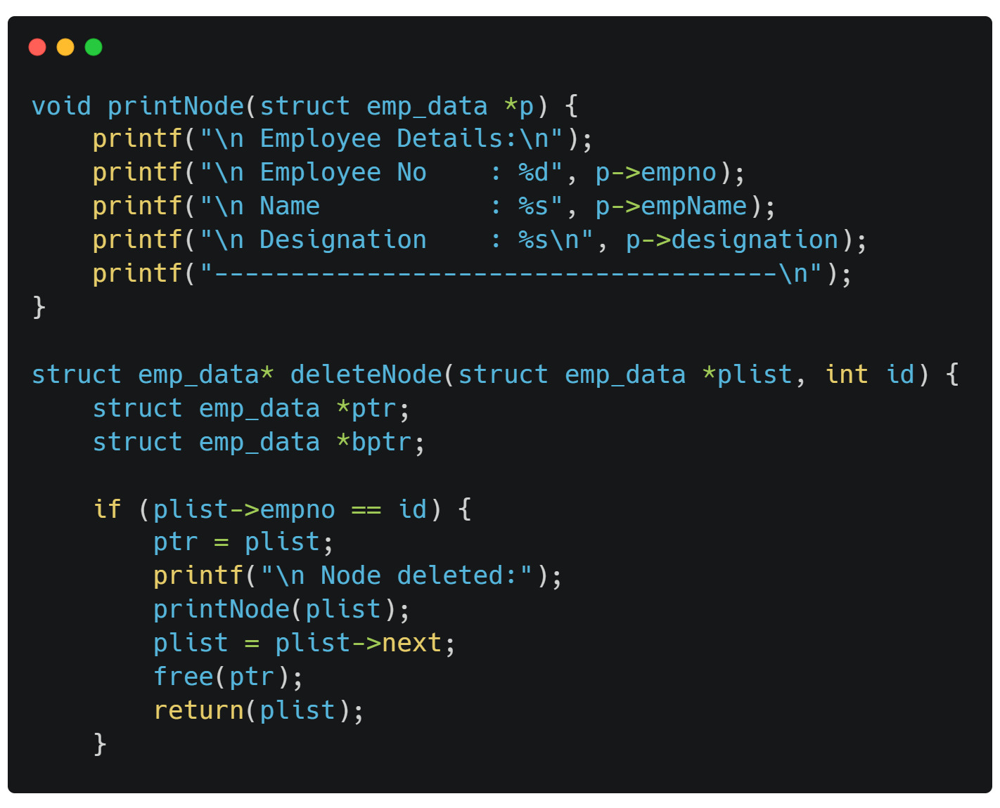 void printNode(struct emp_data *p) {
    printf("\n Employee Details:\n");
    printf("\n Employee No    : %d", p->empno);
    printf("\n Name           : %s", p->empName);
    printf("\n Designation    : %s\n", p->designation);
    printf("-------------------------------------\n");
}

struct emp_data* deleteNode(struct emp_data *plist, int id) {
    struct emp_data *ptr;
    struct emp_data *bptr;

    if (plist->empno == id) {
        ptr = plist;
        printf("\n Node deleted:");
        printNode(plist);
        plist = plist->next;
        free(ptr);
        return(plist);
    }